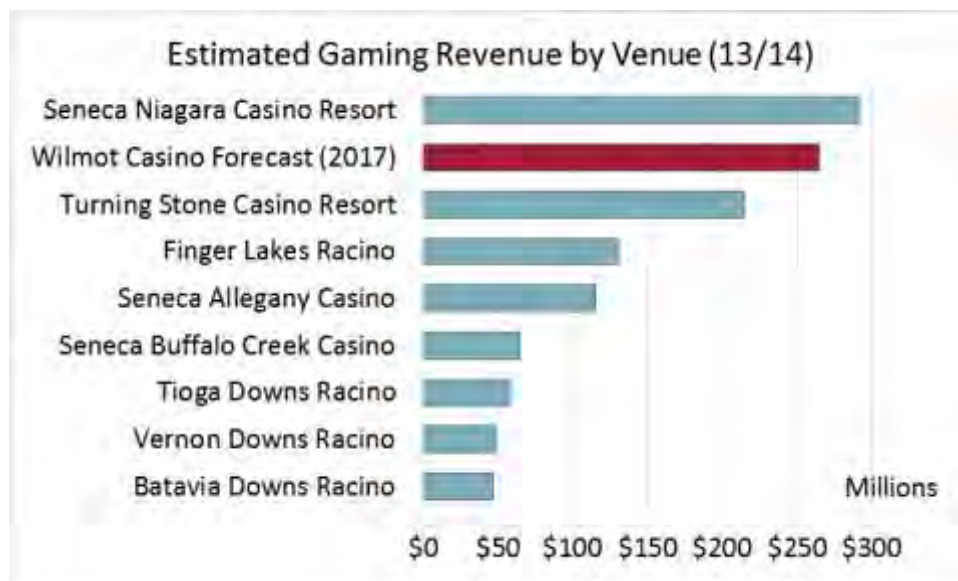 Estimated Gaming Revenue by Venue (13/14)
Seneca Niagara Casino Resort
Wilmot Casino Forecast (2017)
Turning Stone Casino Resort
Finger Lakes Racino
Seneca Allegany Casino
Seneca Buffalo Creek Casino
Tioga Downs Racino
Vernon Downs Racino
Batavia Downs Racino
Millions
$0 $50 $100 $150 $200 $250 $300